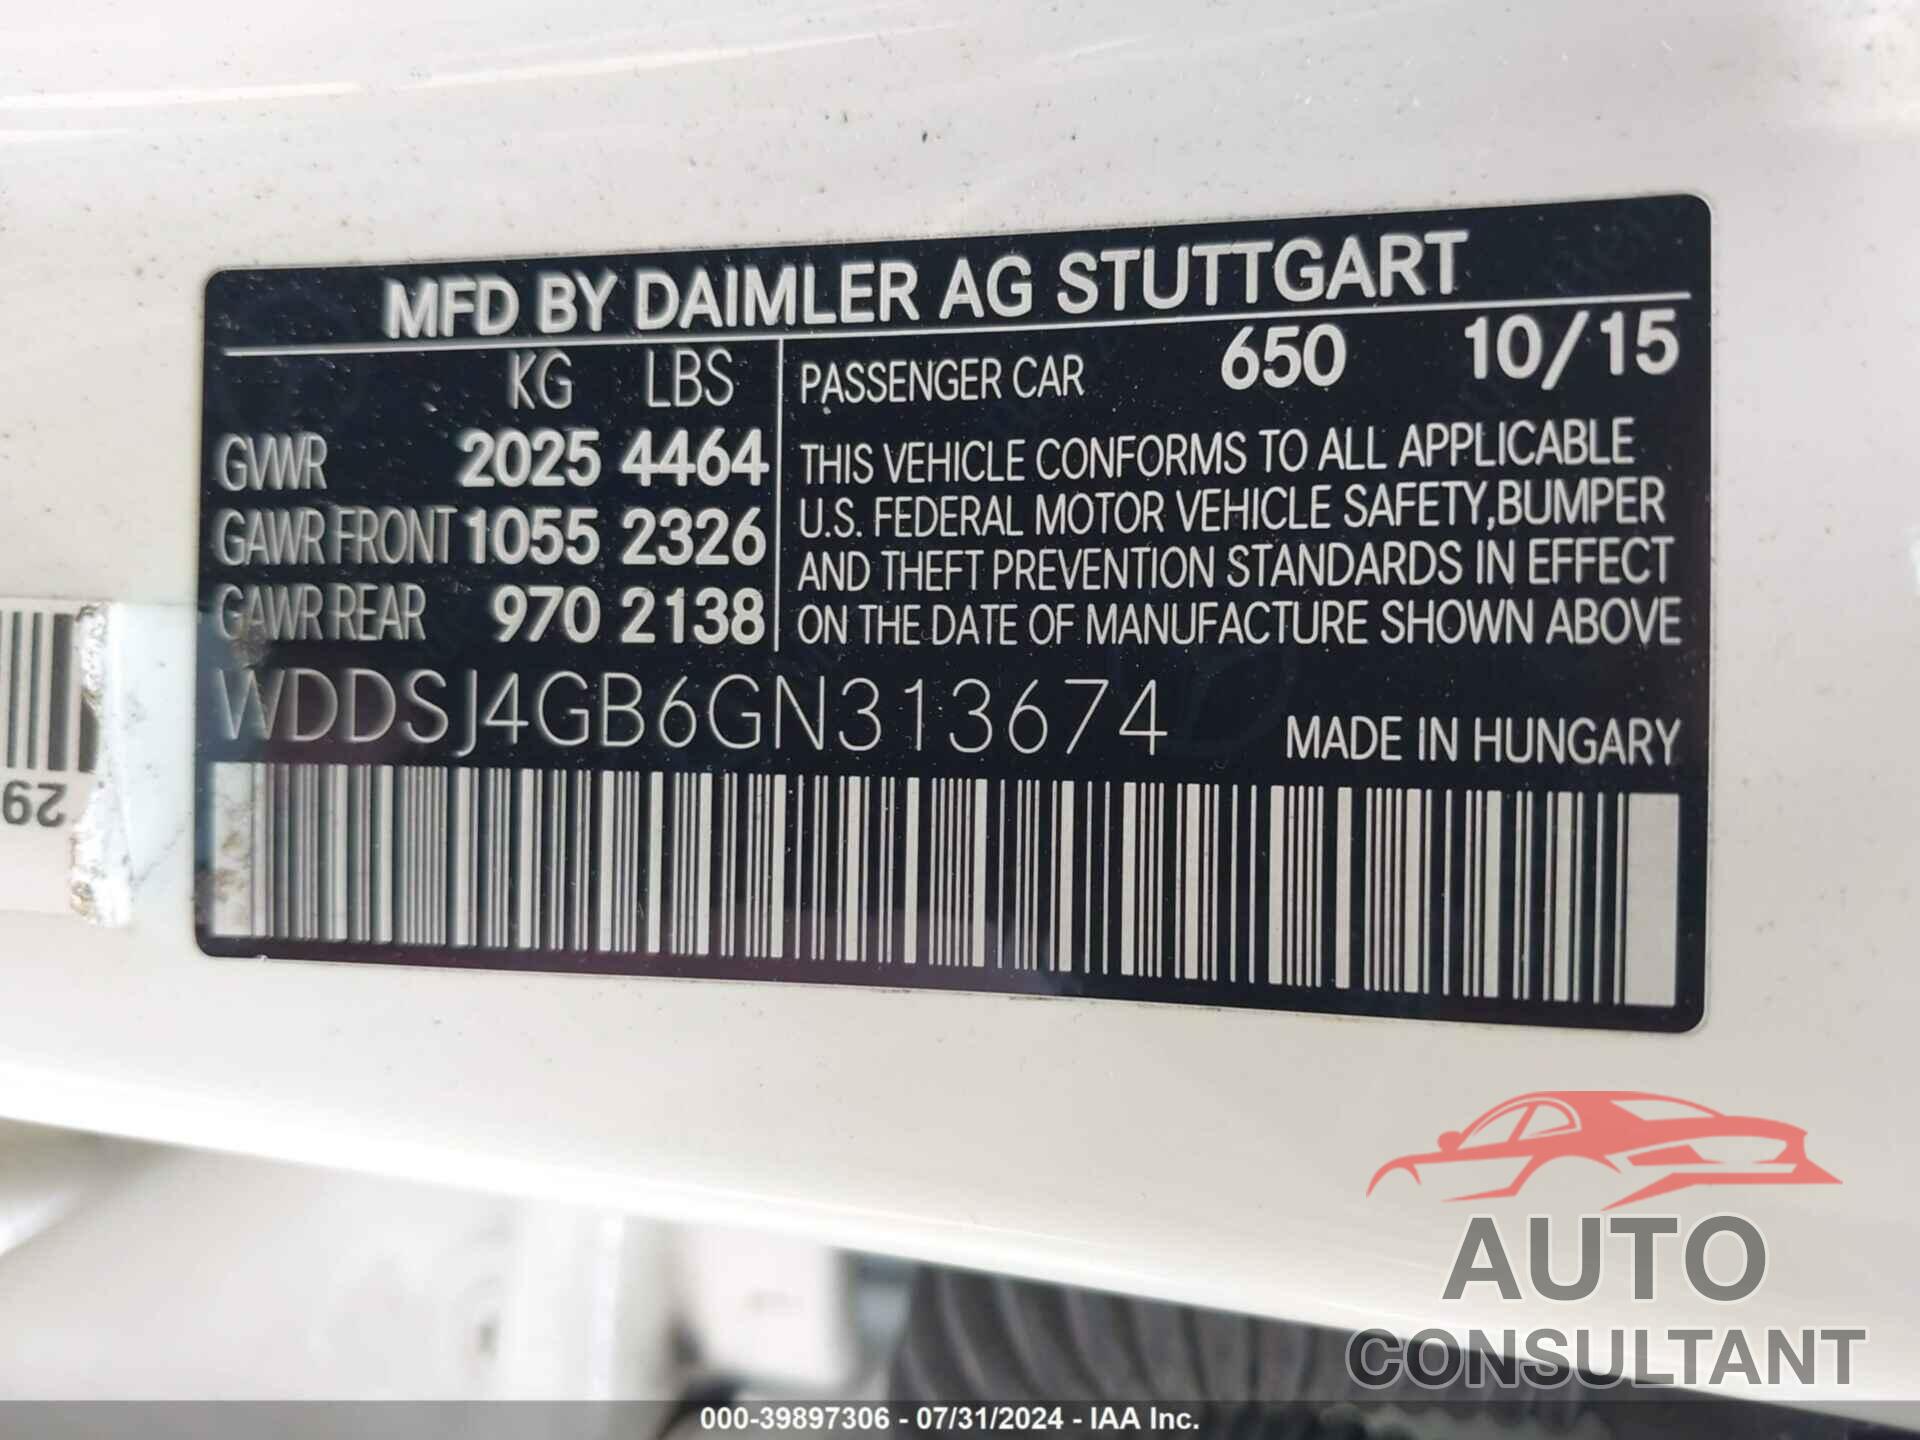 MFD BY DAIMLER AG STUTTGART
KG LBS
GVWR 2025 4464
GAWR FRONT 1055 2326
GAWR REAR 970 2138
PASSENGER CAR 650 10/15
THIS VEHICLE CONFORMS TO ALL APPLICABLE
U.S. FEDERAL MOTOR VEHICLE SAFETY, BUMPER
AND THEFT PREVENTION STANDARDS IN EFFECT
ON THE DATE OF MANUFACTURE SHOWN ABOVE
WDDSJ4GB6GN313674
MADE IN HUNGARY
29
AUTO
CONSULTANT
000-39897306 - 07/31/2024 - IAA Inc.